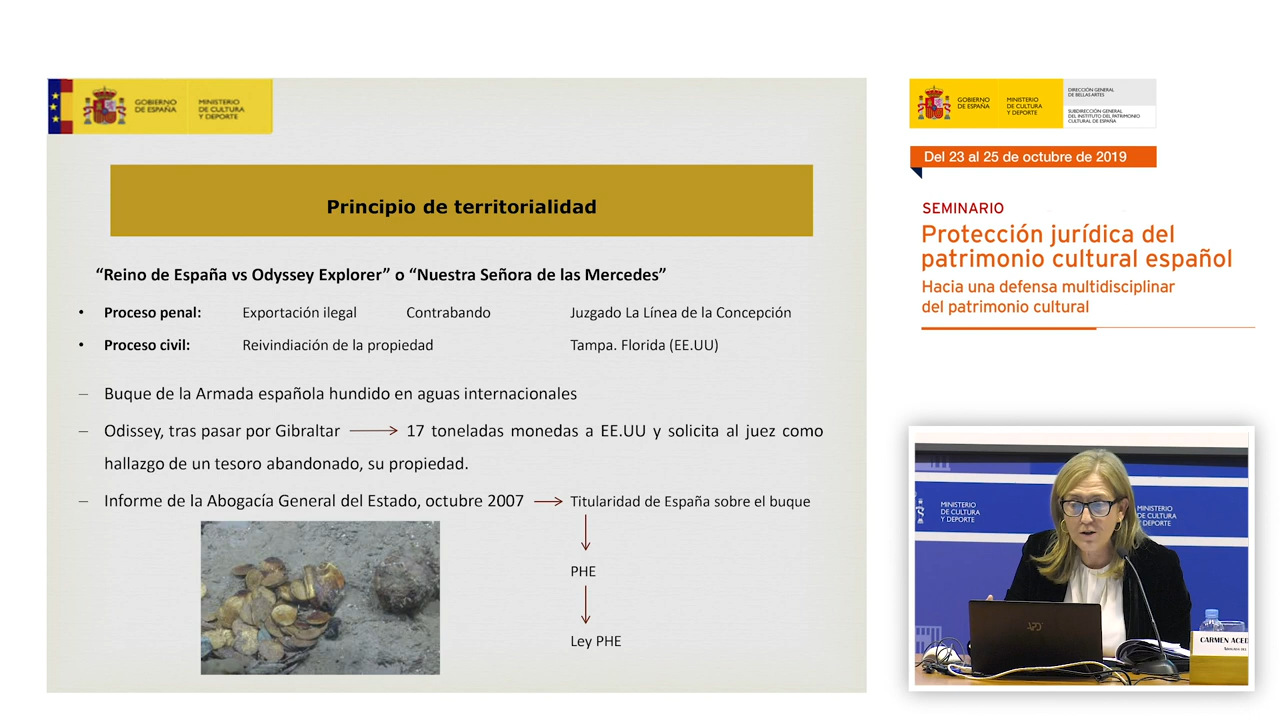 GOBIERNO
DE ESPAÑA
MINISTERIO
DE CULTURA
Y DEPORTE
Principio de territorialidad
“Reino de España vs Odyssey Explorer” o “Nuestra Señora de las Mercedes”
• Proceso penal: Exportación ilegal Contrabando Juzgado La Línea de la Concepción
• Proceso civil: Reivindiación de la propiedad Tampa. Florida (EE.UU)
– Buque de la Armada española hundido en aguas internacionales
– Odissey, tras pasar por Gibraltar → 17 toneladas monedas a EE.UU y solicita al juez como
hallazgo de un tesoro abandonado, su propiedad.
– Informe de la Abogacía General del Estado, octubre 2007 → Titularidad de España sobre el buque
PHE
Ley PHE
GOBIERNO
DE ESPAÑA
MINISTERIO
DE CULTURA
Y DEPORTE
DIRECCIÓN GENERAL
DE BELLAS ARTES
SUBDIRECCIÓN GENERAL
DEL INSTITUTO DEL PATRIMONIO
CULTURAL DE ESPAÑA
Del 23 al 25 de octubre de 2019
SEMINARIO
Protección jurídica del
patrimonio cultural español
Hacia una defensa multidisciplinar
del patrimonio cultural
MINISTERIO
DE CULTURA
Y DEPORTE
MINISTERIO
DE CULTURA
Y DEPORTE
CARMEN ACED